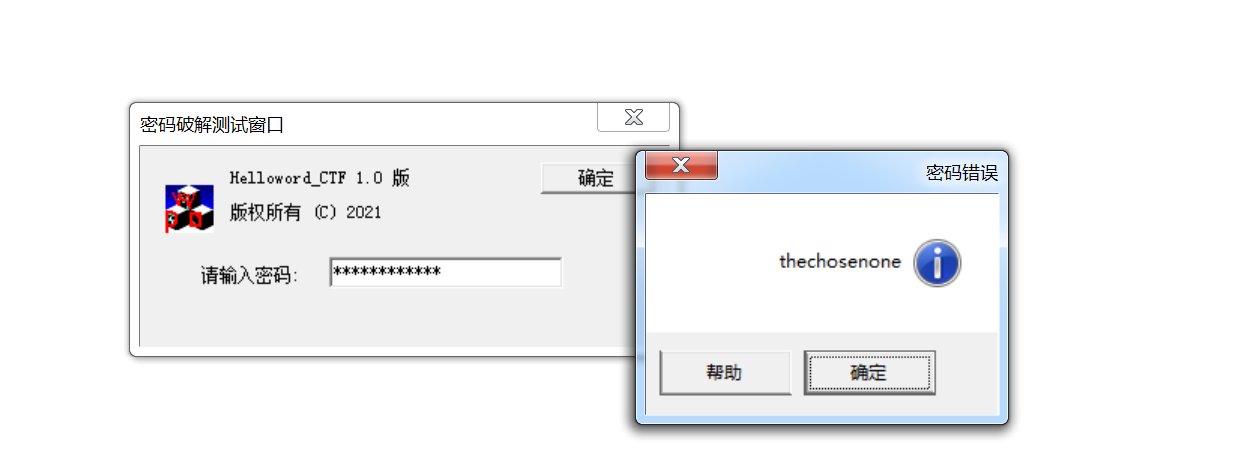 密码破解测试窗口
Helloword_CTF 1.0 版
确定
版权所有 (C) 2021
请输入密码:
************
密码错误
thechosenone
帮助
确定